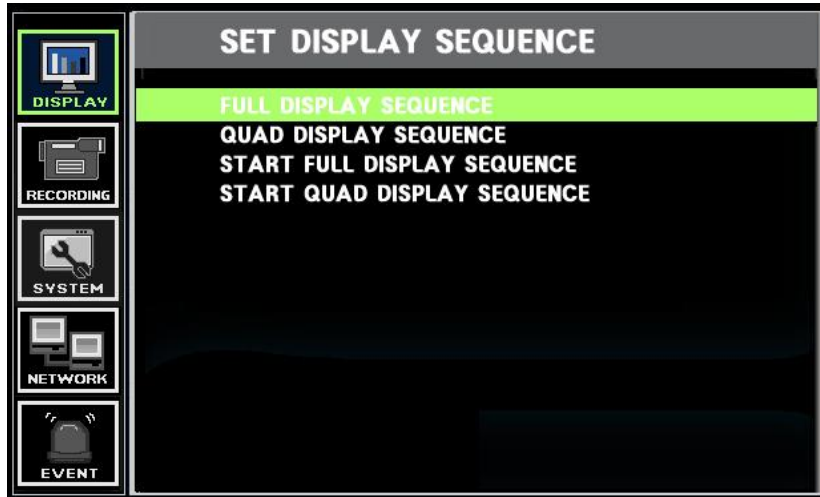 SET DISPLAY SEQUENCE
DISPLAY
FULL DISPLAY SEQUENCE
QUAD DISPLAY SEQUENCE
START FULL DISPLAY SEQUENCE
START QUAD DISPLAY SEQUENCE
RECORDING
SYSTEM
NETWORK
EVENT